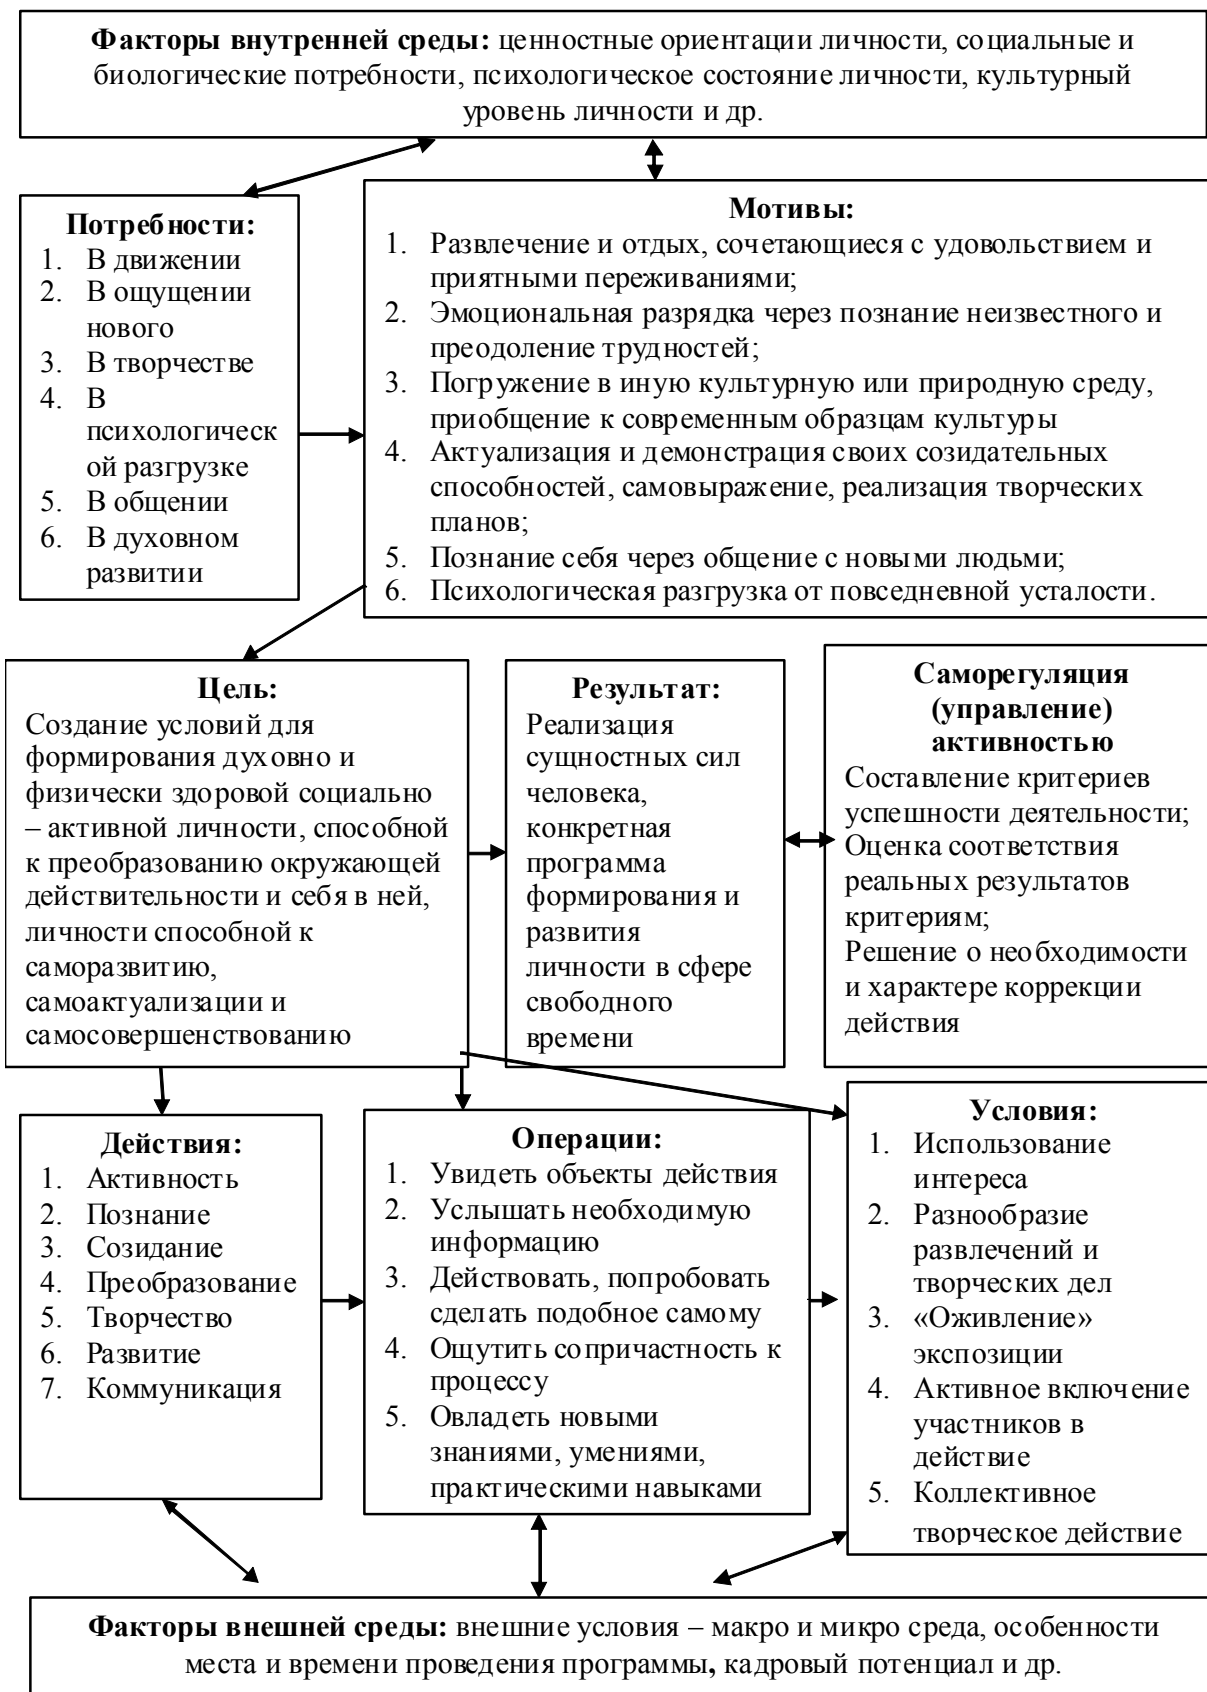 Факторы внутренней среды: ценностные ориентации личности, социальные и
биологические потребности, психологическое состояние личности, культурный
уровень личности и др.
Потребности:
1. В движении
2. В ощущении
нового
3. В творчестве
4. В
психологическ
ой разгрузке
5. В общении
6. В духовном
развитии
Мотивы:
1. Развлечение и отдых, сочетающиеся с удовольствием и
приятными переживаниями;
2. Эмоциональная разрядка через познание неизвестного и
преодоление трудностей;
3. Погружение в иную культурную или природную среду,
приобщение к современным образцам культуры
4. Актуализация и демонстрация своих созидательных
способностей, самовыражение, реализация творческих
планов;
5. Познание себя через общение с новыми людьми;
6. Психологическая разгрузка от повседневной усталости.
Цель:
Создание условий для
формирования духовно и
физически здоровой социально
– активной личности, способной
к преобразованию окружающей
действительности и себя в ней,
личности способной к
саморазвитию,
самоактуализации и
самосовершенствованию
Результат:
Реализация
сущностных сил
человека,
конкретная
программа
формирования и
развития
личности в сфере
свободного
времени
Саморегуляция
(управление)
активностью
Составление критериев
успешности деятельности;
Оценка соответствия
реальных результатов
критериям;
Решение о необходимости
и характере коррекции
действия
Действия:
1. Активность
2. Познание
3. Созидание
4. Преобразование
5. Творчество
6. Развитие
7. Коммуникация
Операции:
1. Увидеть объекты действия
2. Услышать необходимую
информацию
3. Действовать, попробовать
сделать подобное самому
4. Ощутить сопричастность к
процессу
5. Овладеть новыми
знаниями, умениями,
практическими навыками
Условия:
1. Использование
интереса
2. Разнообразие
развлечений и
творческих дел
3. «Оживление»
экспозиции
4. Активное включение
участников в
действие
5. Коллективное
творческое действие
Факторы внешней среды: внешние условия – макро и микро среда, особенности
места и времени проведения программы, кадровый потенциал и др.